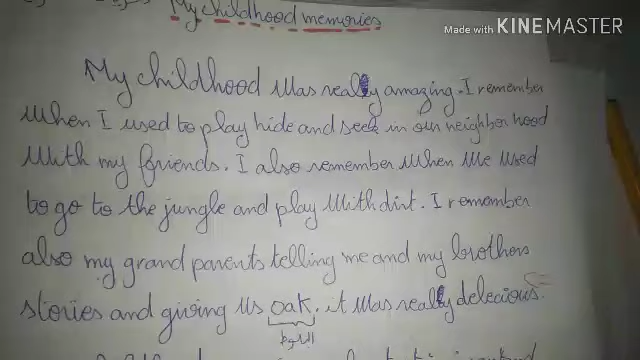 My childhood memories
Made with KINEMASTER
My childhood was really amazing. I remember
when I used to play hide and seek in our neighborhood
with my friends. I also remember when we used
to go to the jungle and play with dirt. I remember
also my grand parents telling me and my brothers
stories and giving us oak. it was really delecious.
البلوط